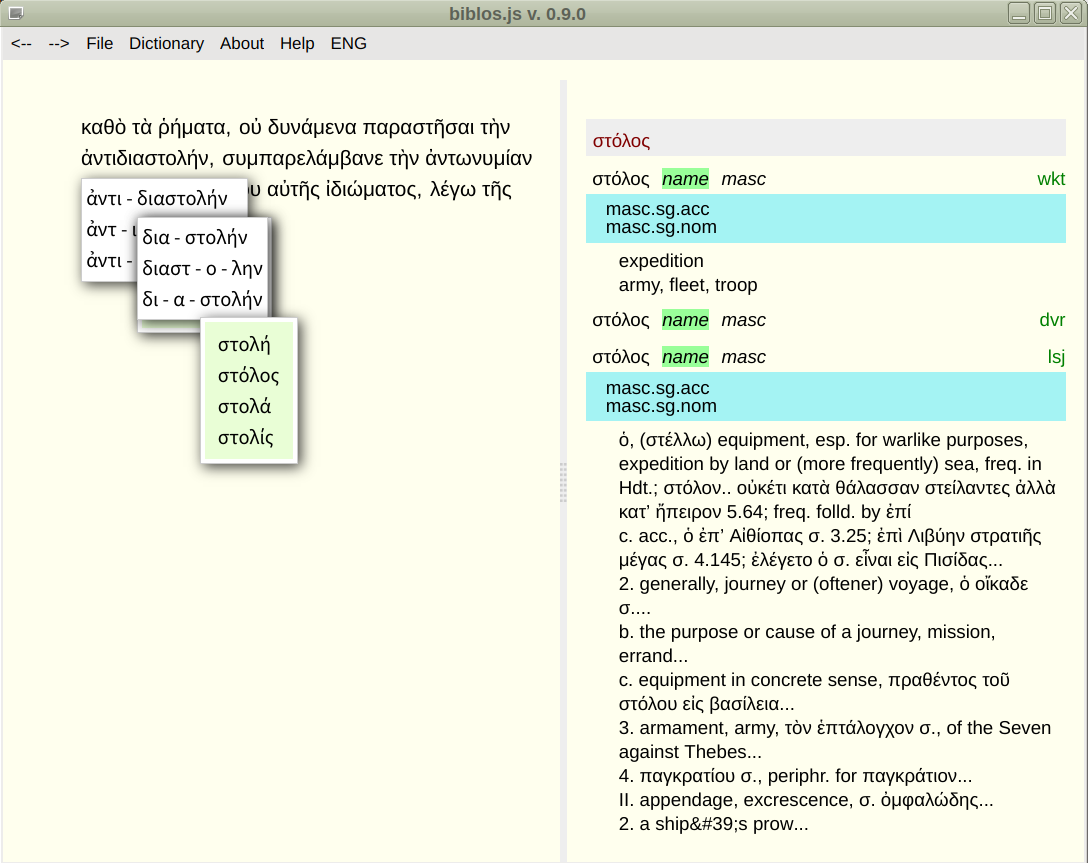 biblos.js v. 0.9.0
<-- --> File Dictionary About Help ENG
καθὸ τὰ ῥήματα, οὐ δυνάμενα παραστῆσαι τὴν
ἀντιδιαστολήν, συμπαρελάμβανε τὴν ἀντωνυμίαν
αὐτῆς ἰδιώματος, λέγω τῆς
ἀντι - διαστολήν
ἀντ -
ἀντι -
δια - στολήν
διαστ - ο - λην
δι - α - στολήν
στολή
στόλος
στολά
στολίς
στόλος
στόλος name masc wkt
masc.sg.acc
masc.sg.nom
expedition
army, fleet, troop
στόλος name masc dvr
στόλος name masc lsj
masc.sg.acc
masc.sg.nom
ὁ, (στέλλω) equipment, esp. for warlike purposes,
expedition by land or (more frequently) sea, freq. in
Hdt.; στόλον.. οὐκέτι κατὰ θάλασσαν στείλαντες ἀλλὰ
κατ’ ἤπειρον 5.64; freq. folld. by ἐπί
c. acc., ὁ ἐπ’ Αἰθίοπας σ. 3.25; ἐπὶ Λιβύην στρατιῆς
μέγας σ. 4.145; ἐλέγετο ὁ σ. εἶναι εἰς Πισίδας...
2. generally, journey or (oftener) voyage, ὁ οἴκαδε
σ....
b. the purpose or cause of a journey, mission,
errand...
c. equipment in concrete sense, πραθέντος τοῦ
στόλου εἰς βασίλεια...
3. armament, army, τὸν ἑπτάλογχον σ., of the Seven
against Thebes...
4. παγκρατίου σ., periphr. for παγκράτιον...
II. appendage, excrescence, σ. ὀμφαλώδης...
2. a ship&#39;s prow...